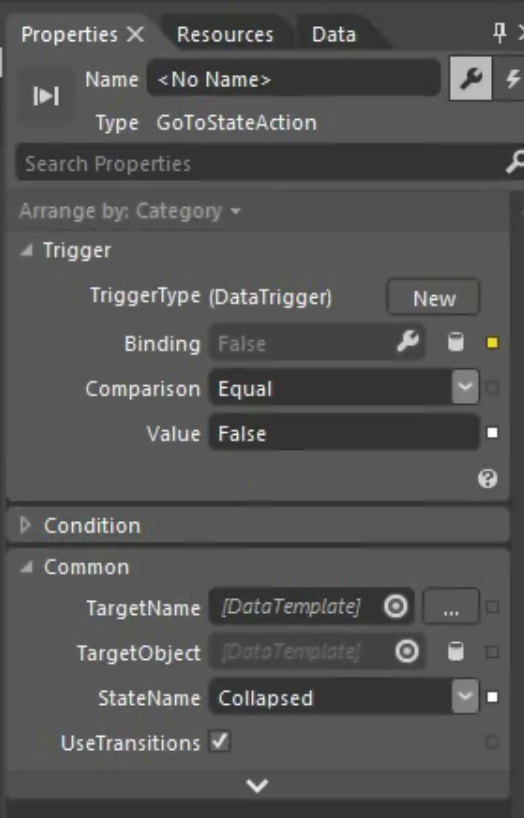 Properties Resources Data
Name <No Name>
Type GoToStateAction
Search Properties
Arrange by: Category
Trigger
TriggerType (DataTrigger) New
Binding False
Comparison Equal
Value False
Condition
Common
TargetName [DataTemplate] ...
TargetObject [DataTemplate]
StateName Collapsed
UseTransitions